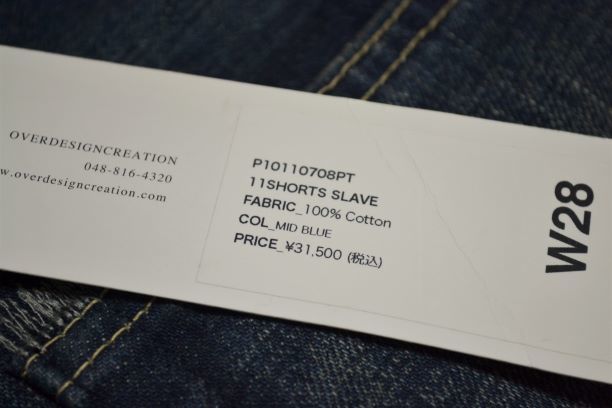 OVERDESIGNCREATION
048-816-4320
w.overdesigncreation.com
P10110708PT
11SHORTS SLAVE
FABRIC_100% Cotton
COL_MID BLUE
PRICE_¥31,500 (税込)
W28